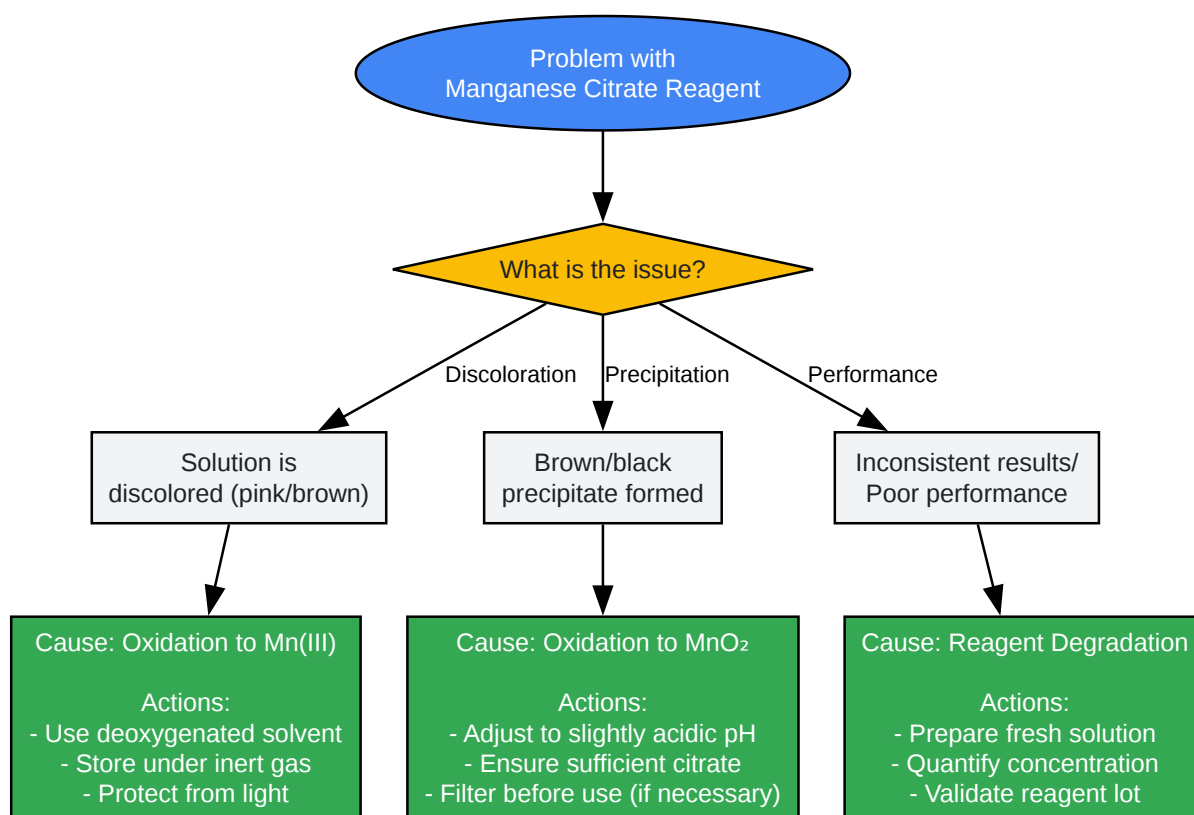 Problem with
Manganese Citrate Reagent
What is the issue?
Discoloration
Precipitation
Performance
Solution is
discolored (pink/brown)
Brown/black
precipitate formed
Inconsistent results/
Poor performance
Cause: Oxidation to Mn(III)
Actions:
- Use deoxygenated solvent
- Store under inert gas
- Protect from light
Cause: Oxidation to MnO₂
Actions:
- Adjust to slightly acidic pH
- Ensure sufficient citrate
- Filter before use (if necessary)
Cause: Reagent Degradation
Actions:
- Prepare fresh solution
- Quantify concentration
- Validate reagent lot